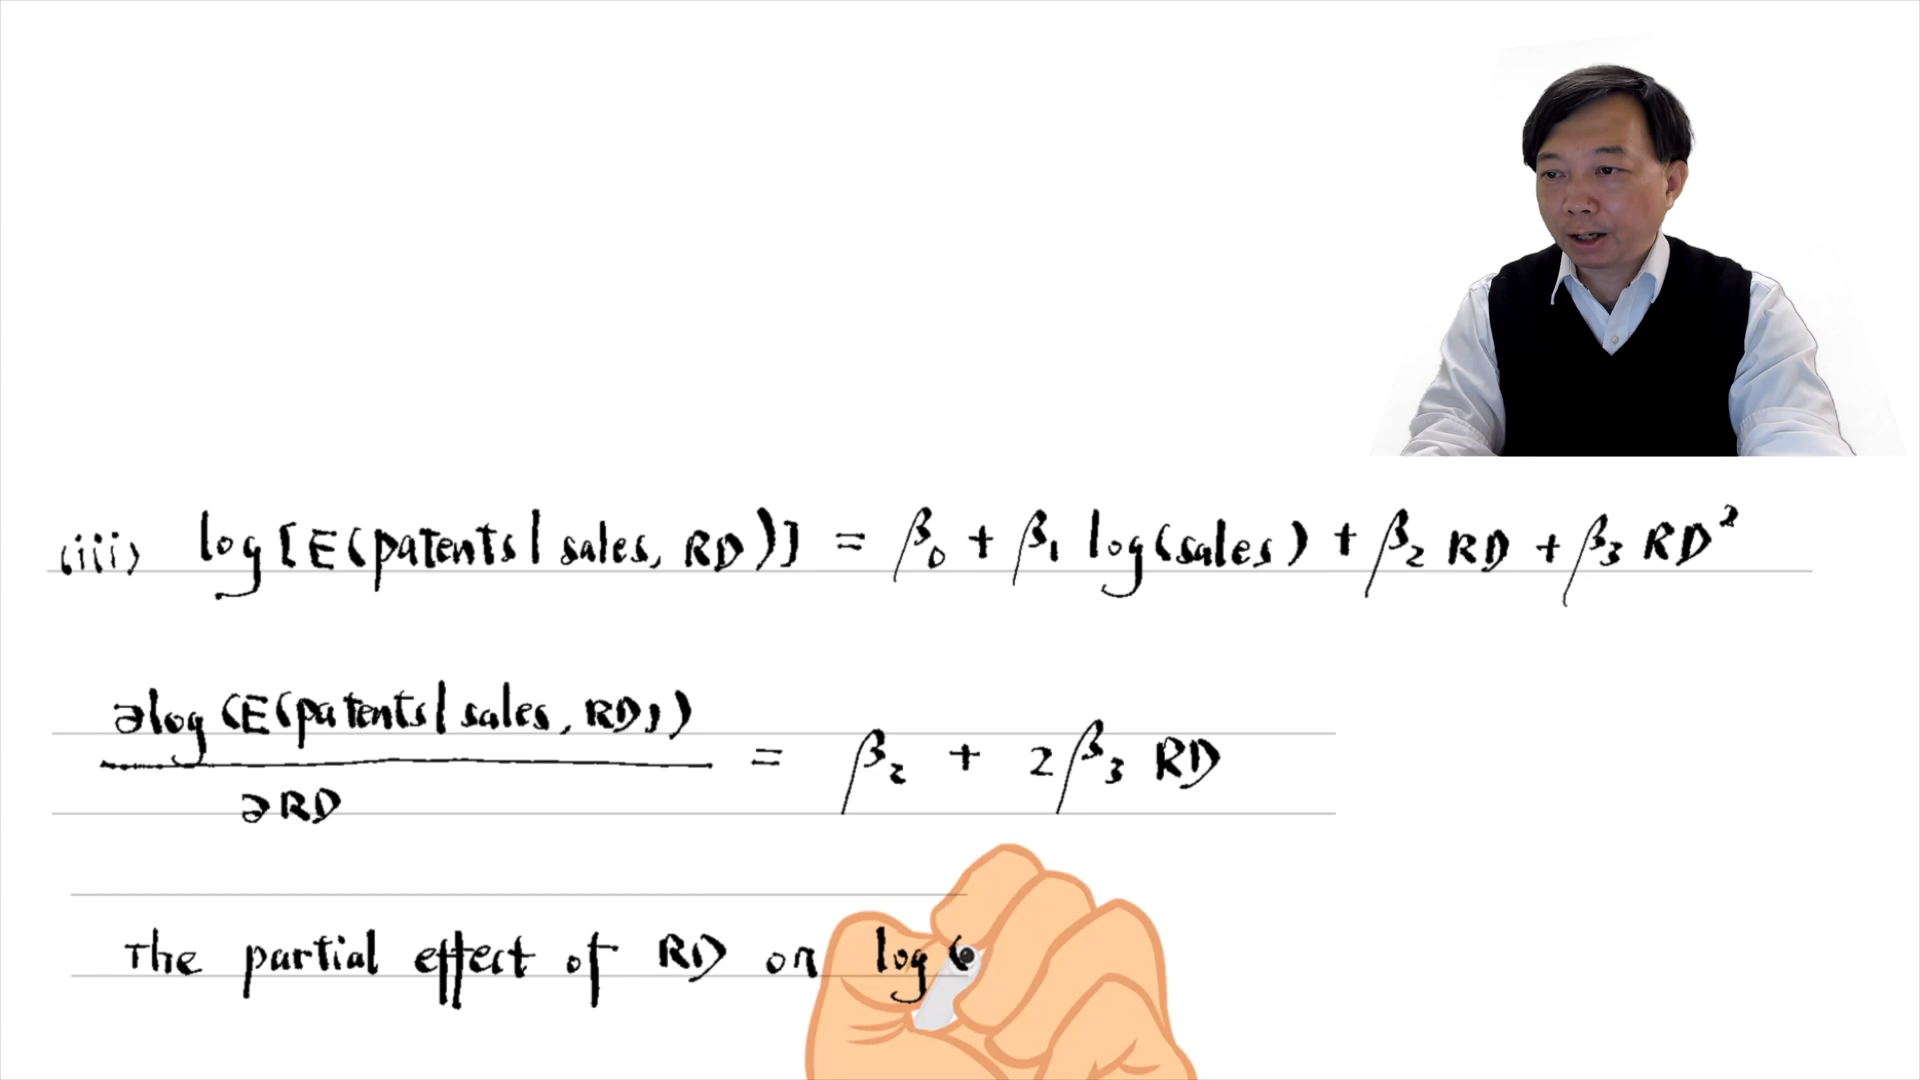 (iii) log[E(patents| sales, RD)] = β₀ + β₁ log(sales) + β₂ RD + β₃ RD²
∂log(E(patents| sales, RD))
∂RD
= β₂ + 2β₃ RD
The partial effect of RD on log(